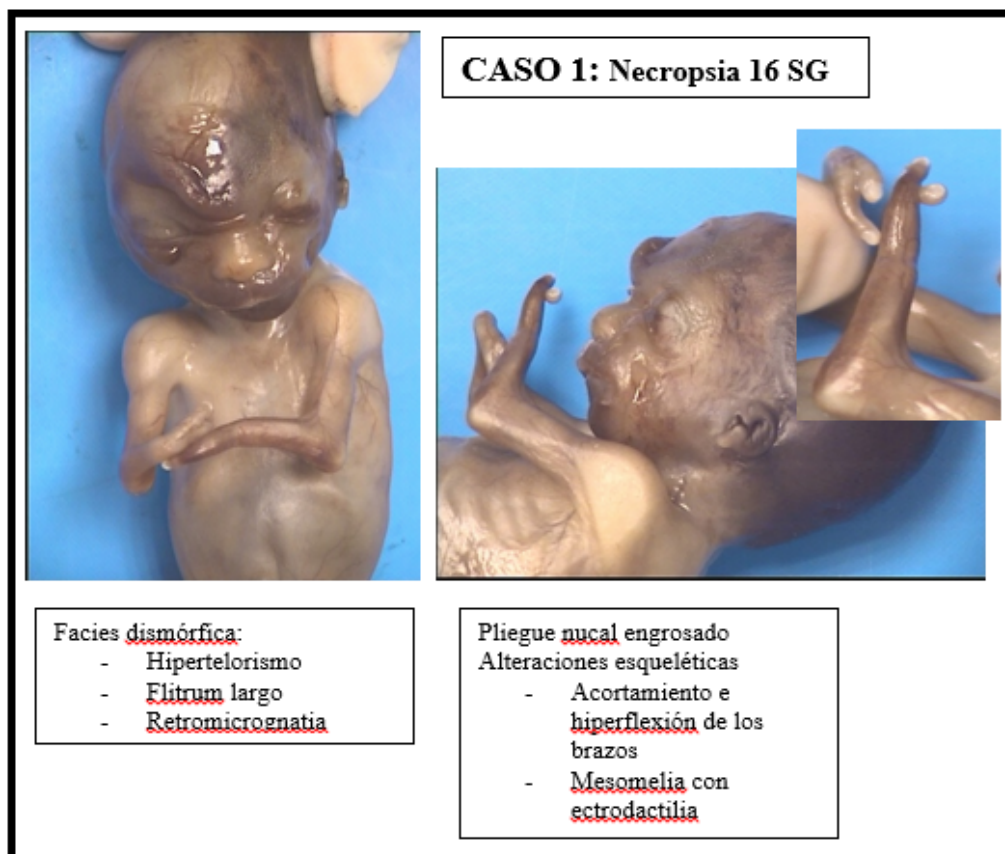 CASO 1: Necropsia 16 SG
Facies dismórfica:
- Hipertelorismo
- Flitrum largo
- Retromicrognatia
Pliegue nucal engrosado
Alteraciones esqueléticas
- Acortamiento e
hiperflexión de los
brazos
- Mesomelia con
ectrodactilia